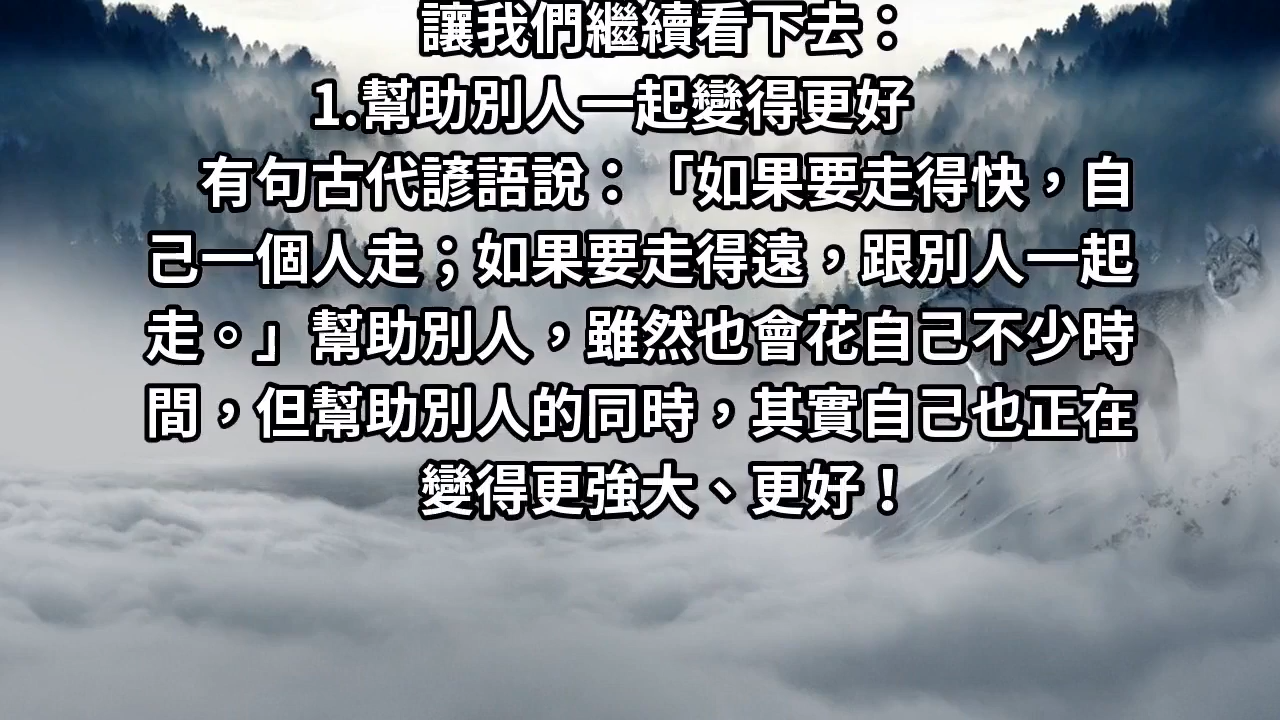 讓我們繼續看下去：
1.幫助別人一起變得更好
有句古代諺語說：「如果要走得快，自
己一個人走；如果要走得遠，跟別人一起
走。」幫助別人，雖然也會花自己不少時
間，但幫助別人的同時，其實自己也正在
變得更強大、更好！